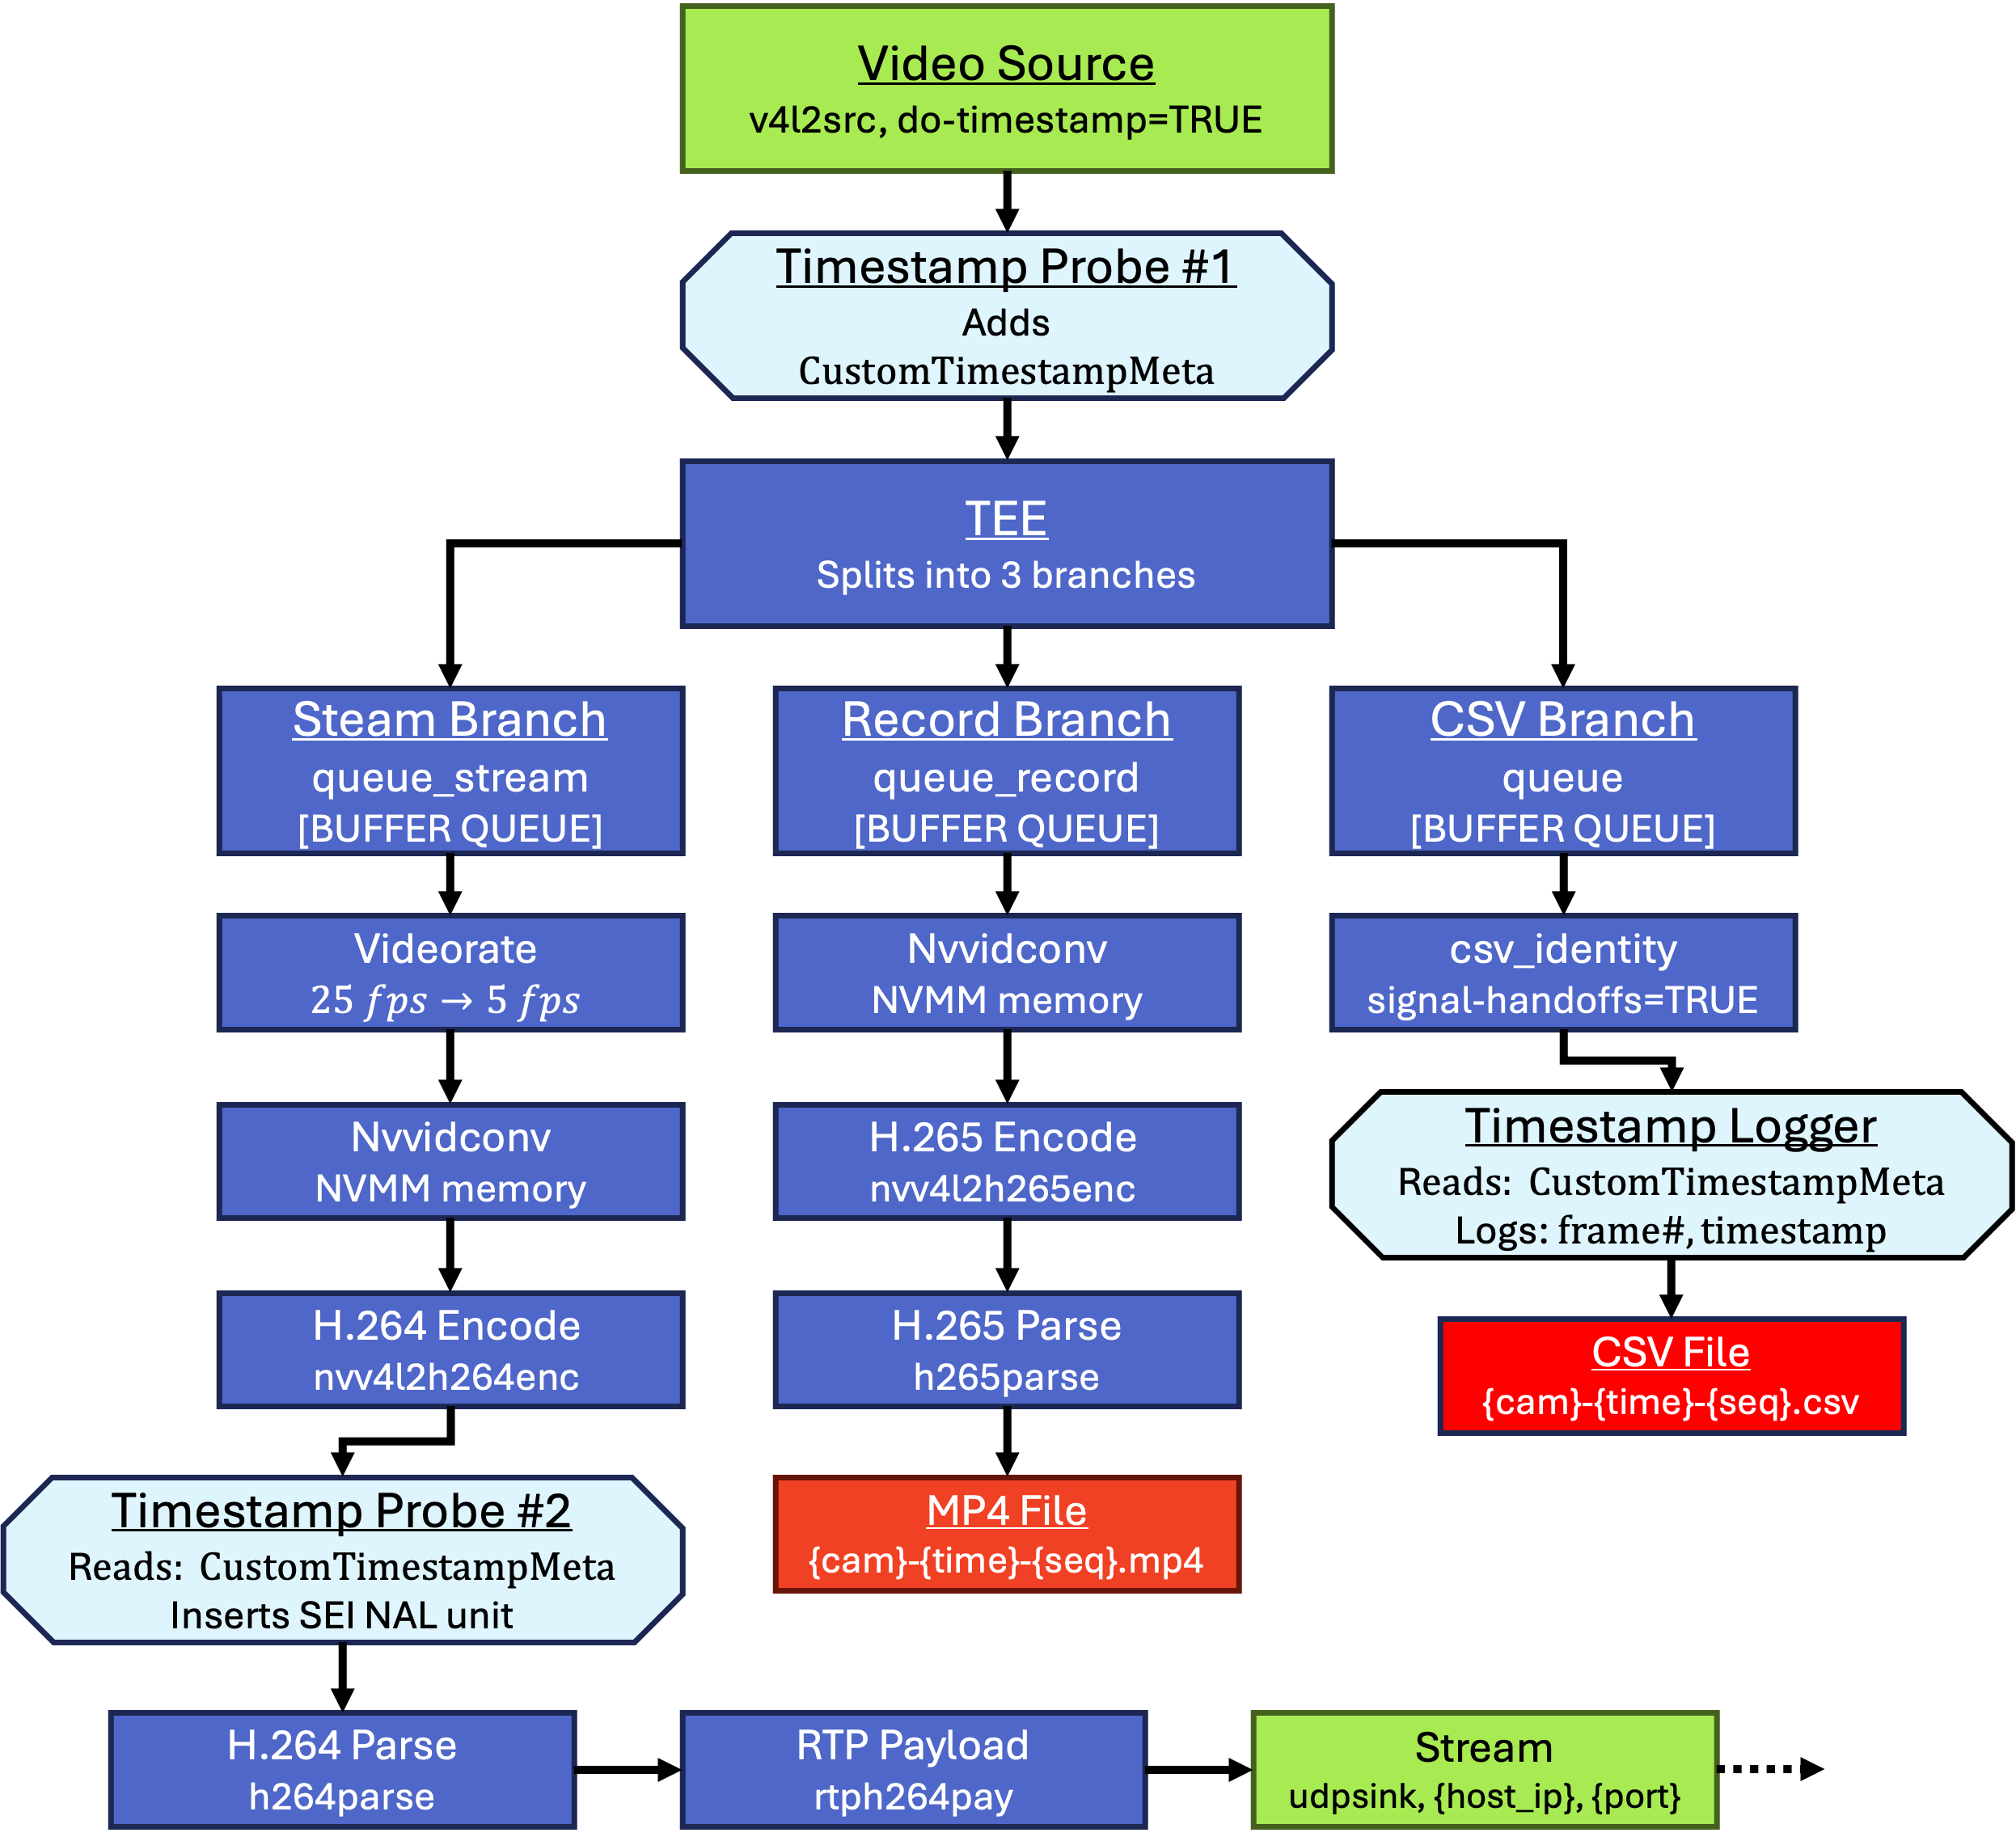 Video Source
v4l2src, do-timestamp=TRUE
Timestamp Probe #1
Adds
CustomTimestampMeta
TEE
Splits into 3 branches
Steam Branch
queue_stream
[BUFFER QUEUE]
Record Branch
queue_record
[BUFFER QUEUE]
CSV Branch
queue
[BUFFER QUEUE]
Videorate
25 fps → 5 fps
Nvvidconv
NVMM memory
csv_identity
signal-handoffs=TRUE
Nvvidconv
NVMM memory
H.265 Encode
nvv4l2h265enc
Timestamp Logger
Reads: CustomTimestampMeta
Logs: frame#, timestamp
H.264 Encode
nvv4l2h264enc
H.265 Parse
h265parse
CSV File
{cam}-{time}-{seq}.csv
Timestamp Probe #2
Reads: CustomTimestampMeta
Inserts SEI NAL unit
MP4 File
{cam}-{time}-{seq}.mp4
H.264 Parse
h264parse
RTP Payload
rtph264pay
Stream
udpsink, {host_ip}, {port}